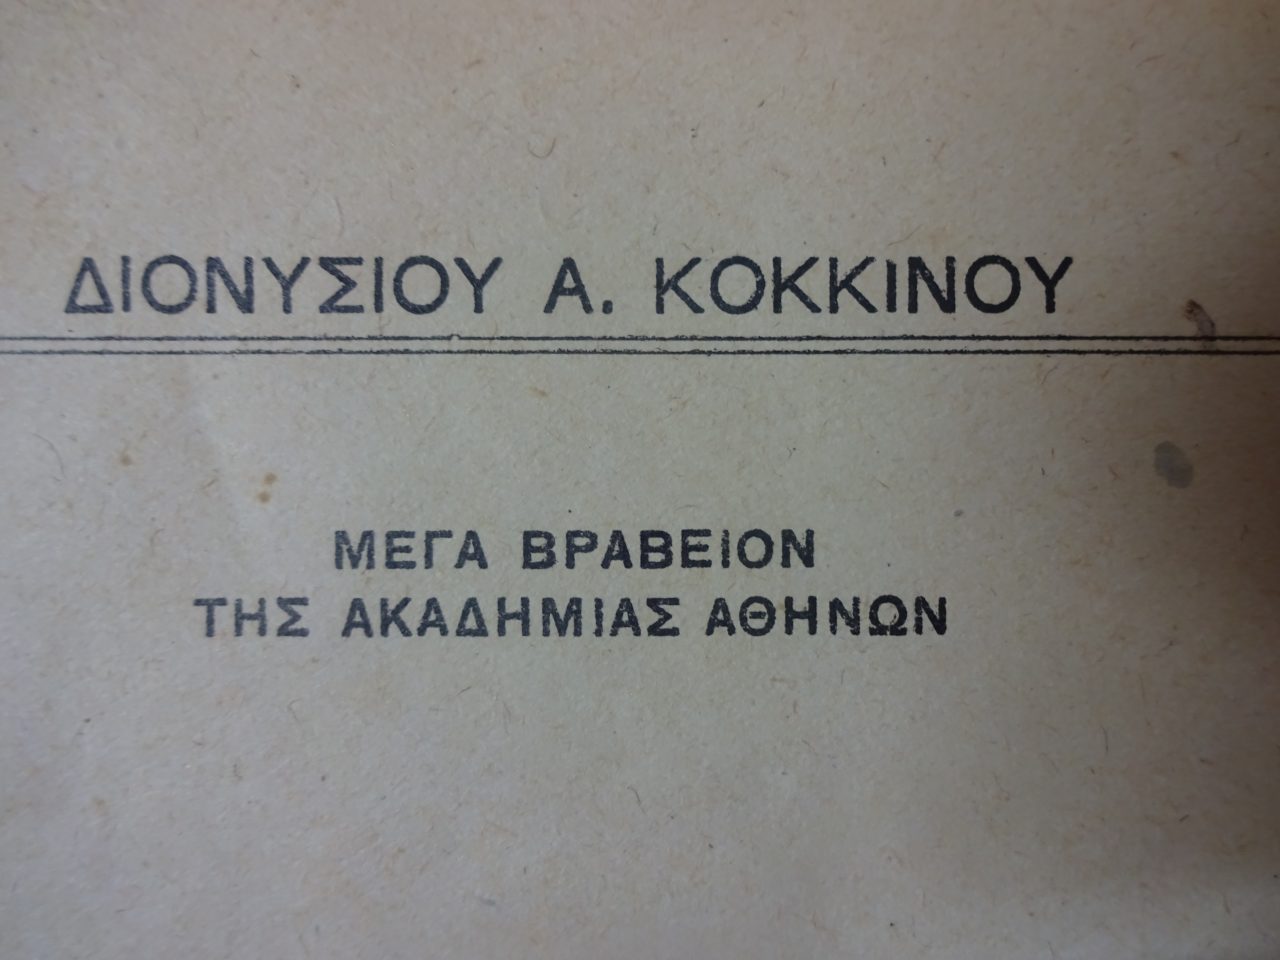 ΔΙΟΝΥΣΙΟΥ Α. ΚΟΚΚΙΝΟΥ
ΜΕΓΑ ΒΡΑΒΕΙΟΝ
ΤΗΣ ΑΚΑΔΗΜΙΑΣ ΑΘΗΝΩΝ